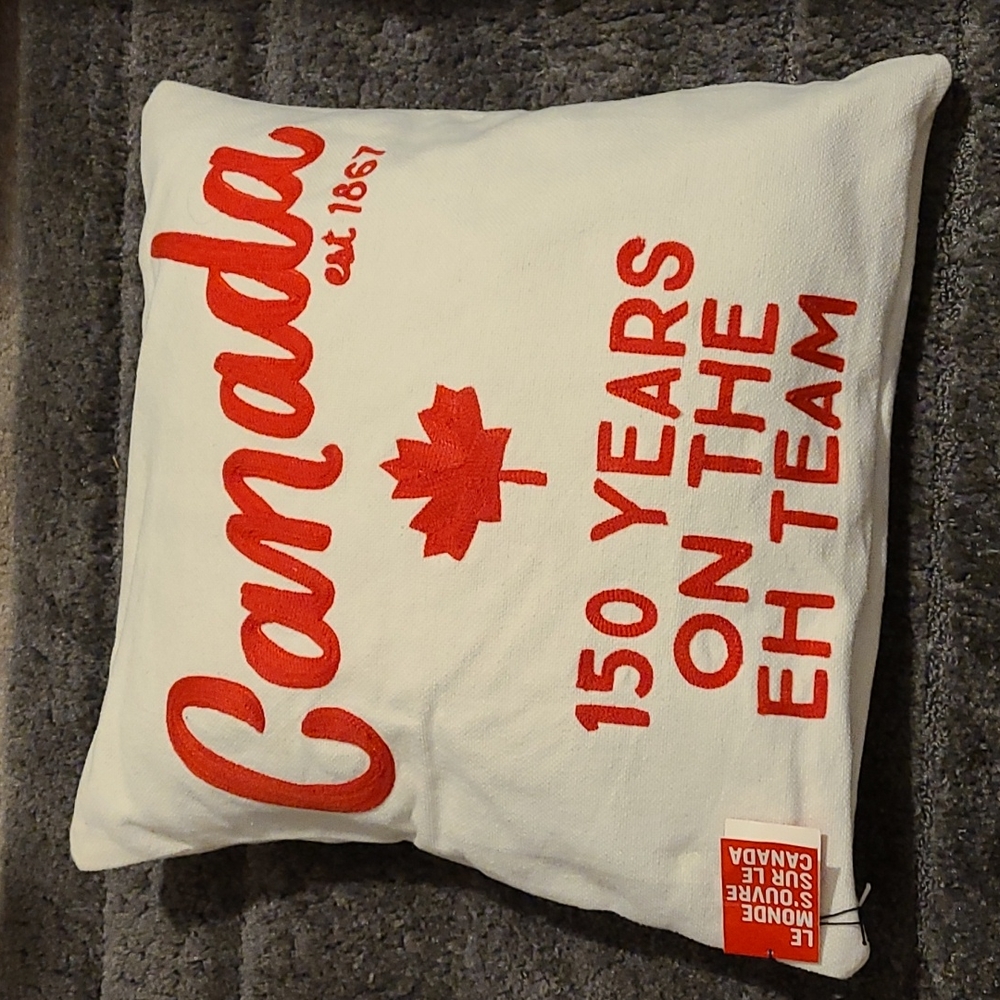 Canada
est 1867
150 YEARS
ON THE
EH TEAM
LE
MONDE
S'OUVRE
SUR LE
CANADA